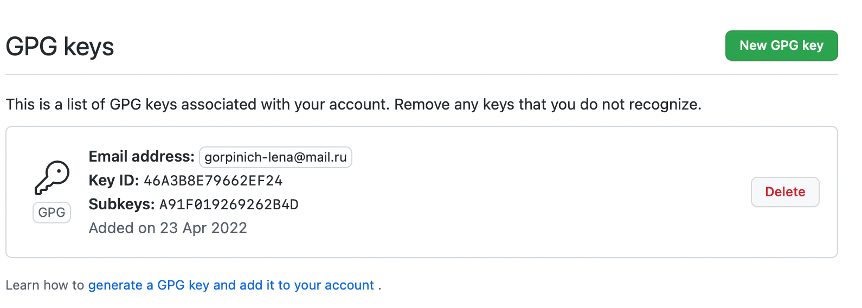 GPG keys
New GPG key
This is a list of GPG keys associated with your account. Remove any keys that you do not recognize.
Email address: gorpinich-lena@mail.ru
Key ID: 46A3B8E79662EF24
Subkeys: A91F019269262B4D
Added on 23 Apr 2022
GPG
Delete
Learn how to generate a GPG key and add it to your account .